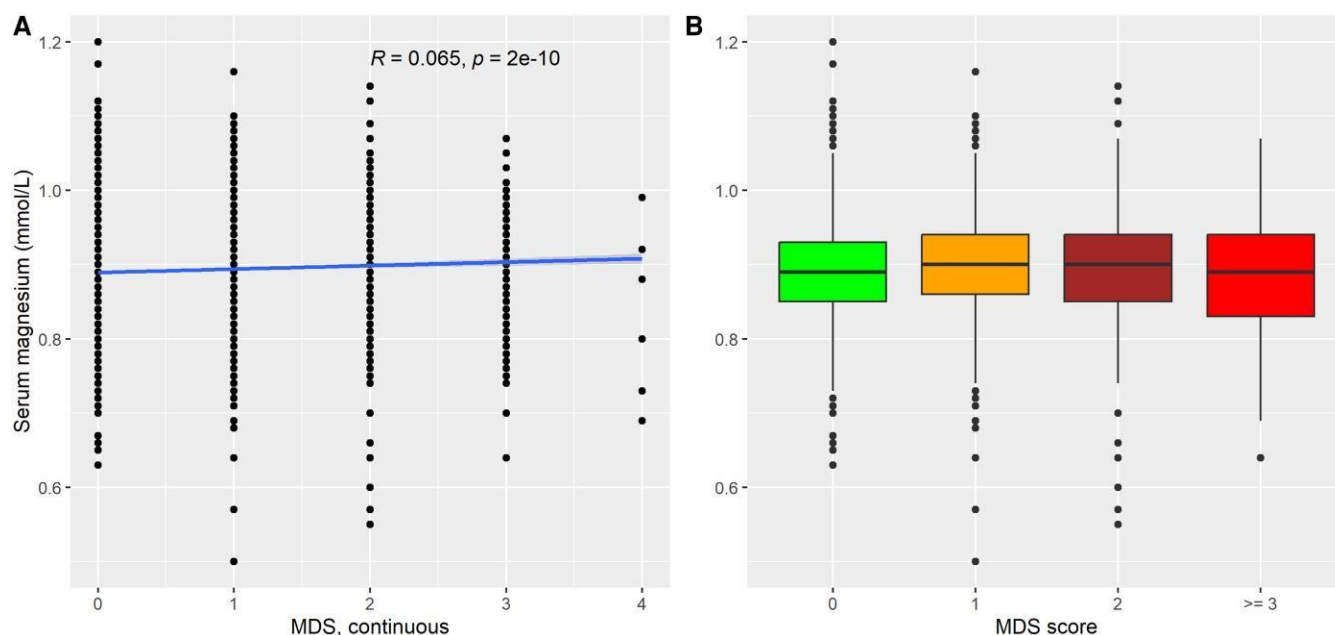 A
R = 0.065, p = 2e-10
Serum magnesium (mmol/L)
1.2
1.0
0.8
0.6
0 1 2 3 4
MDS, continuous
B
1.2
1.0
0.8
0.6
0 1 2 >= 3
MDS score